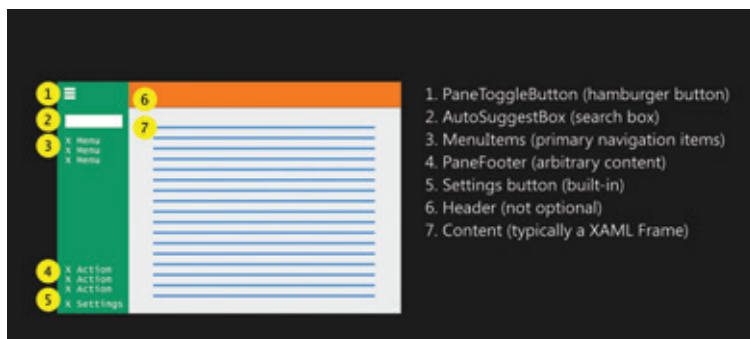 1
2
3
4
5
6
7
X Menu
X Menu
X Menu
X Action
X Action
X Action
X Settings
1. PaneToggleButton (hamburger button)
2. AutoSuggestBox (search box)
3. MenuItems (primary navigation items)
4. PaneFooter (arbitrary content)
5. Settings button (built-in)
6. Header (not optional)
7. Content (typically a XAML Frame)